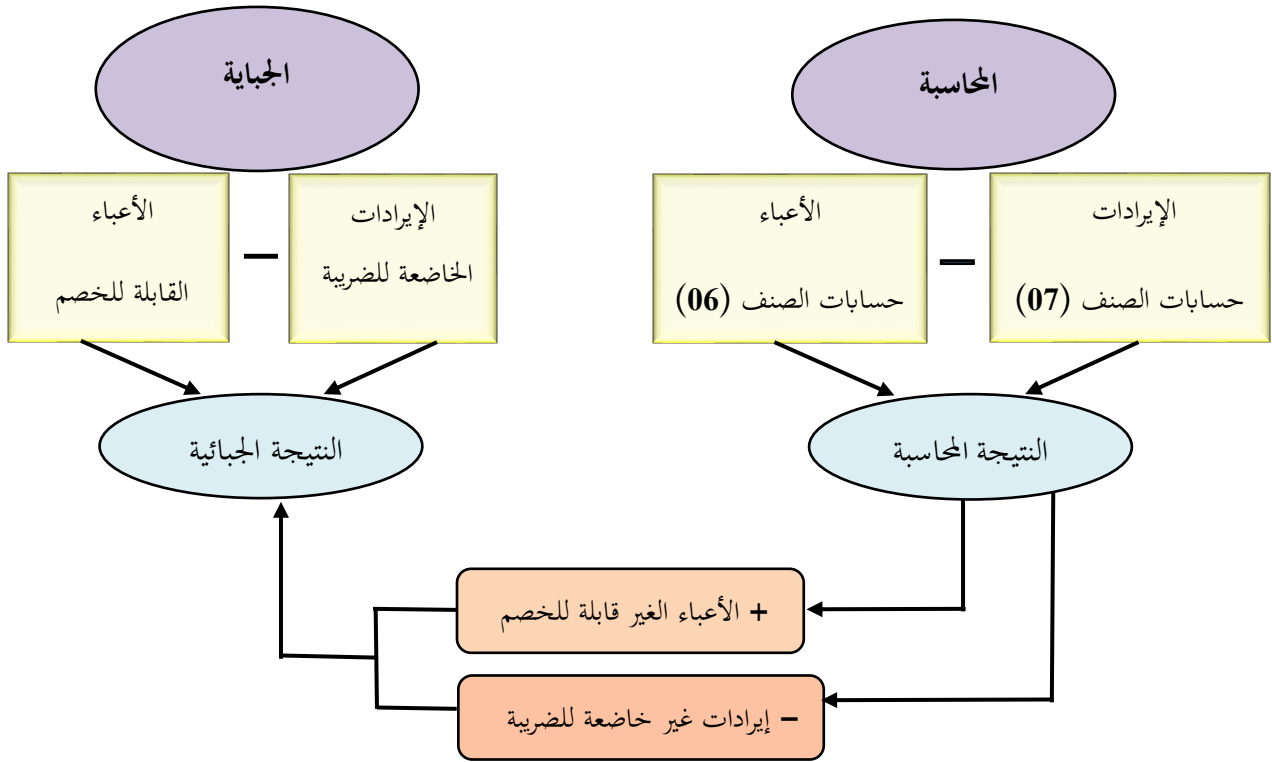 المحاسبة
الجباية
الإيرادات
حسابات الصنف (07)
–
الأعباء
حسابات الصنف (06)
الإيرادات
الخاضعة للضريبة
–
الأعباء
القابلة للخصم
النتيجة المحاسبة
النتيجة الجبائية
+ الأعباء الغير قابلة للخصم
– إيرادات غير خاضعة للضريبة